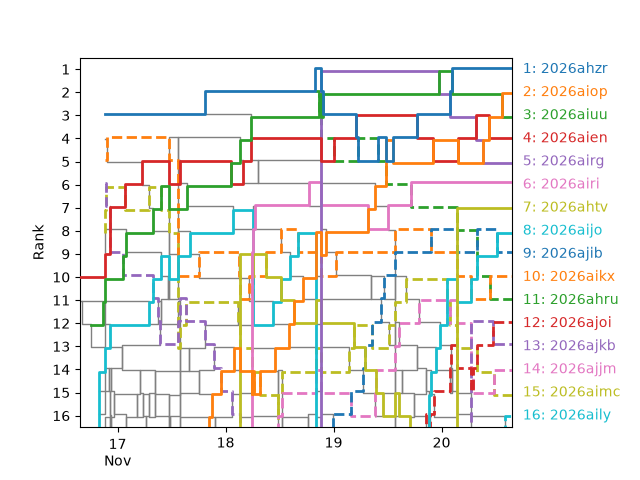 1
2
3
4
5
6
7
8
9
10
11
12
13
14
15
16
Rank
17
18
19
20
Nov
1: 2026ahzr
2: 2026aiop
3: 2026aiuu
4: 2026aien
5: 2026airg
6: 2026airi
7: 2026ahtv
8: 2026aijo
9: 2026ajib
10: 2026aikx
11: 2026ahru
12: 2026ajoi
13: 2026ajkb
14: 2026ajjm
15: 2026aimc
16: 2026aily